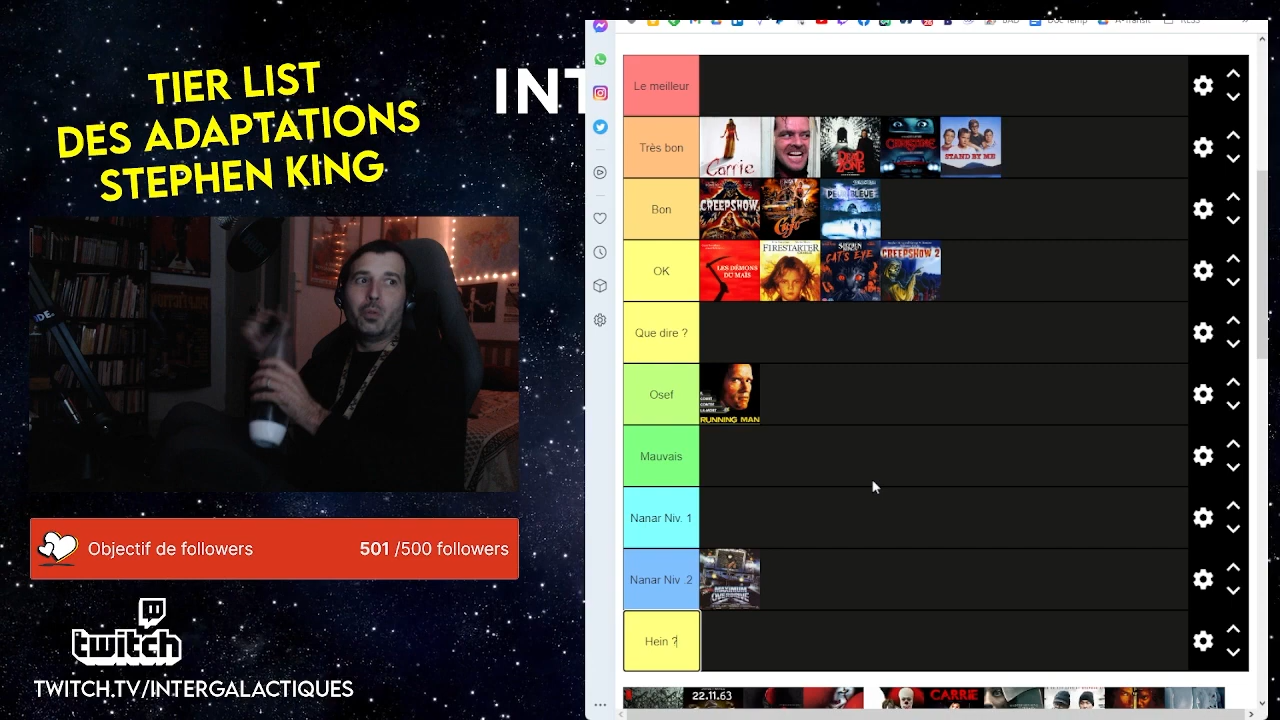 TIER LIST
DES ADAPTATIONS
STEPHEN KING
INT
Le meilleur
Très bon
Carrie
DEAD
ZONE
CHRISTINE
STAND BY ME
Bon
CREEPSHOW
Cujo
OK
LES DÉMONS
DU MAÏS
FIRESTARTER
CAT'S EYE
CREEPSHOW 2
Que dire ?
Osef
RUNNING MAN
Mauvais
Nanar Niv. 1
Nanar Niv .2
MAXIMUM
OVERDRIVE
Hein ?
22.11.63
CARRIE
Objectif de followers
501 /500 followers
twitch
TWITCH.TV/INTERGALACTIQUES